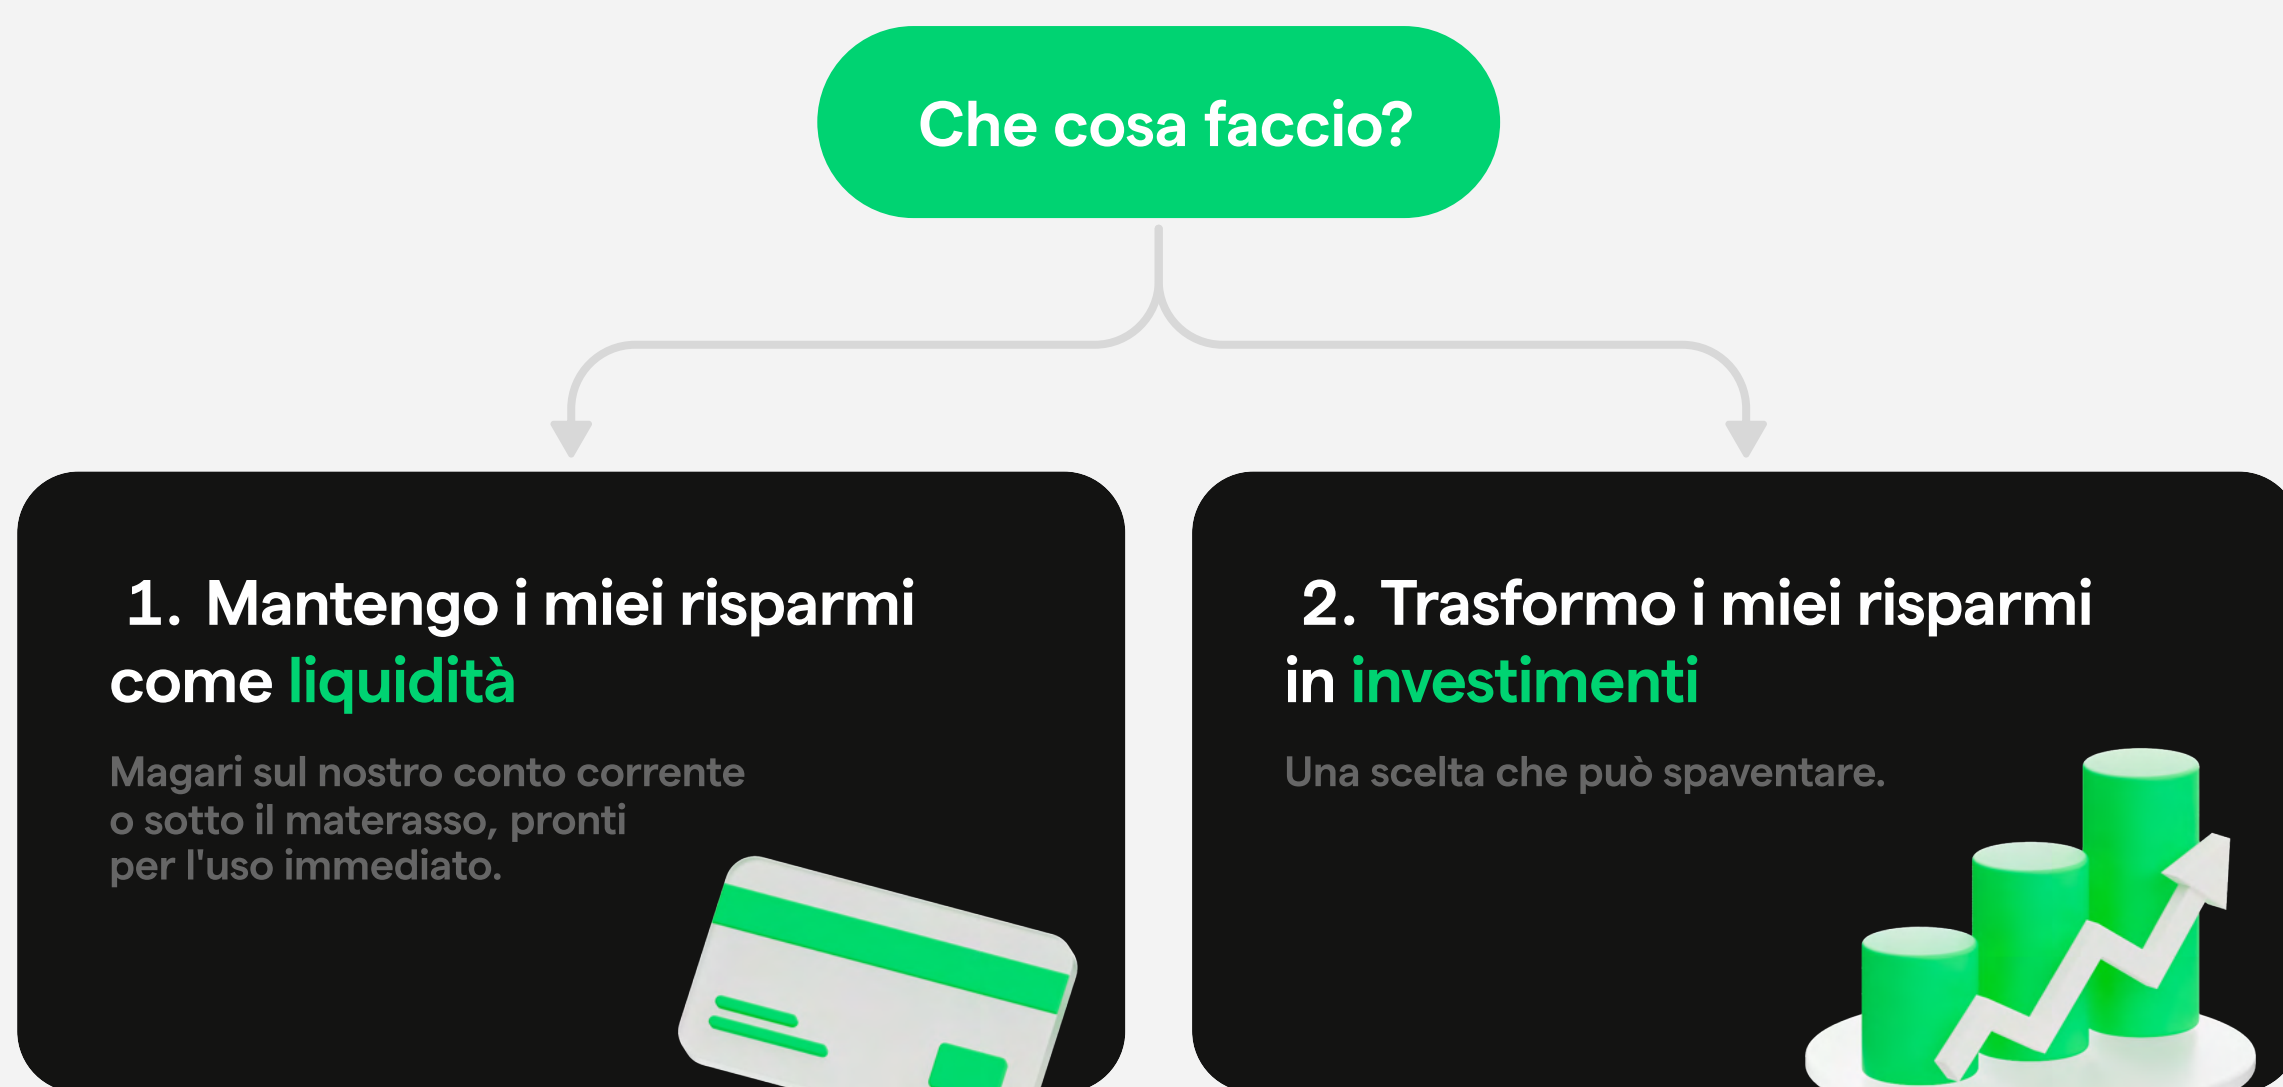 Che cosa faccio?
1. Mantengo i miei risparmi
come liquidità
Magari sul nostro conto corrente
o sotto il materasso, pronti
per l'uso immediato.
2. Trasformo i miei risparmi
in investimenti
Una scelta che può spaventare.